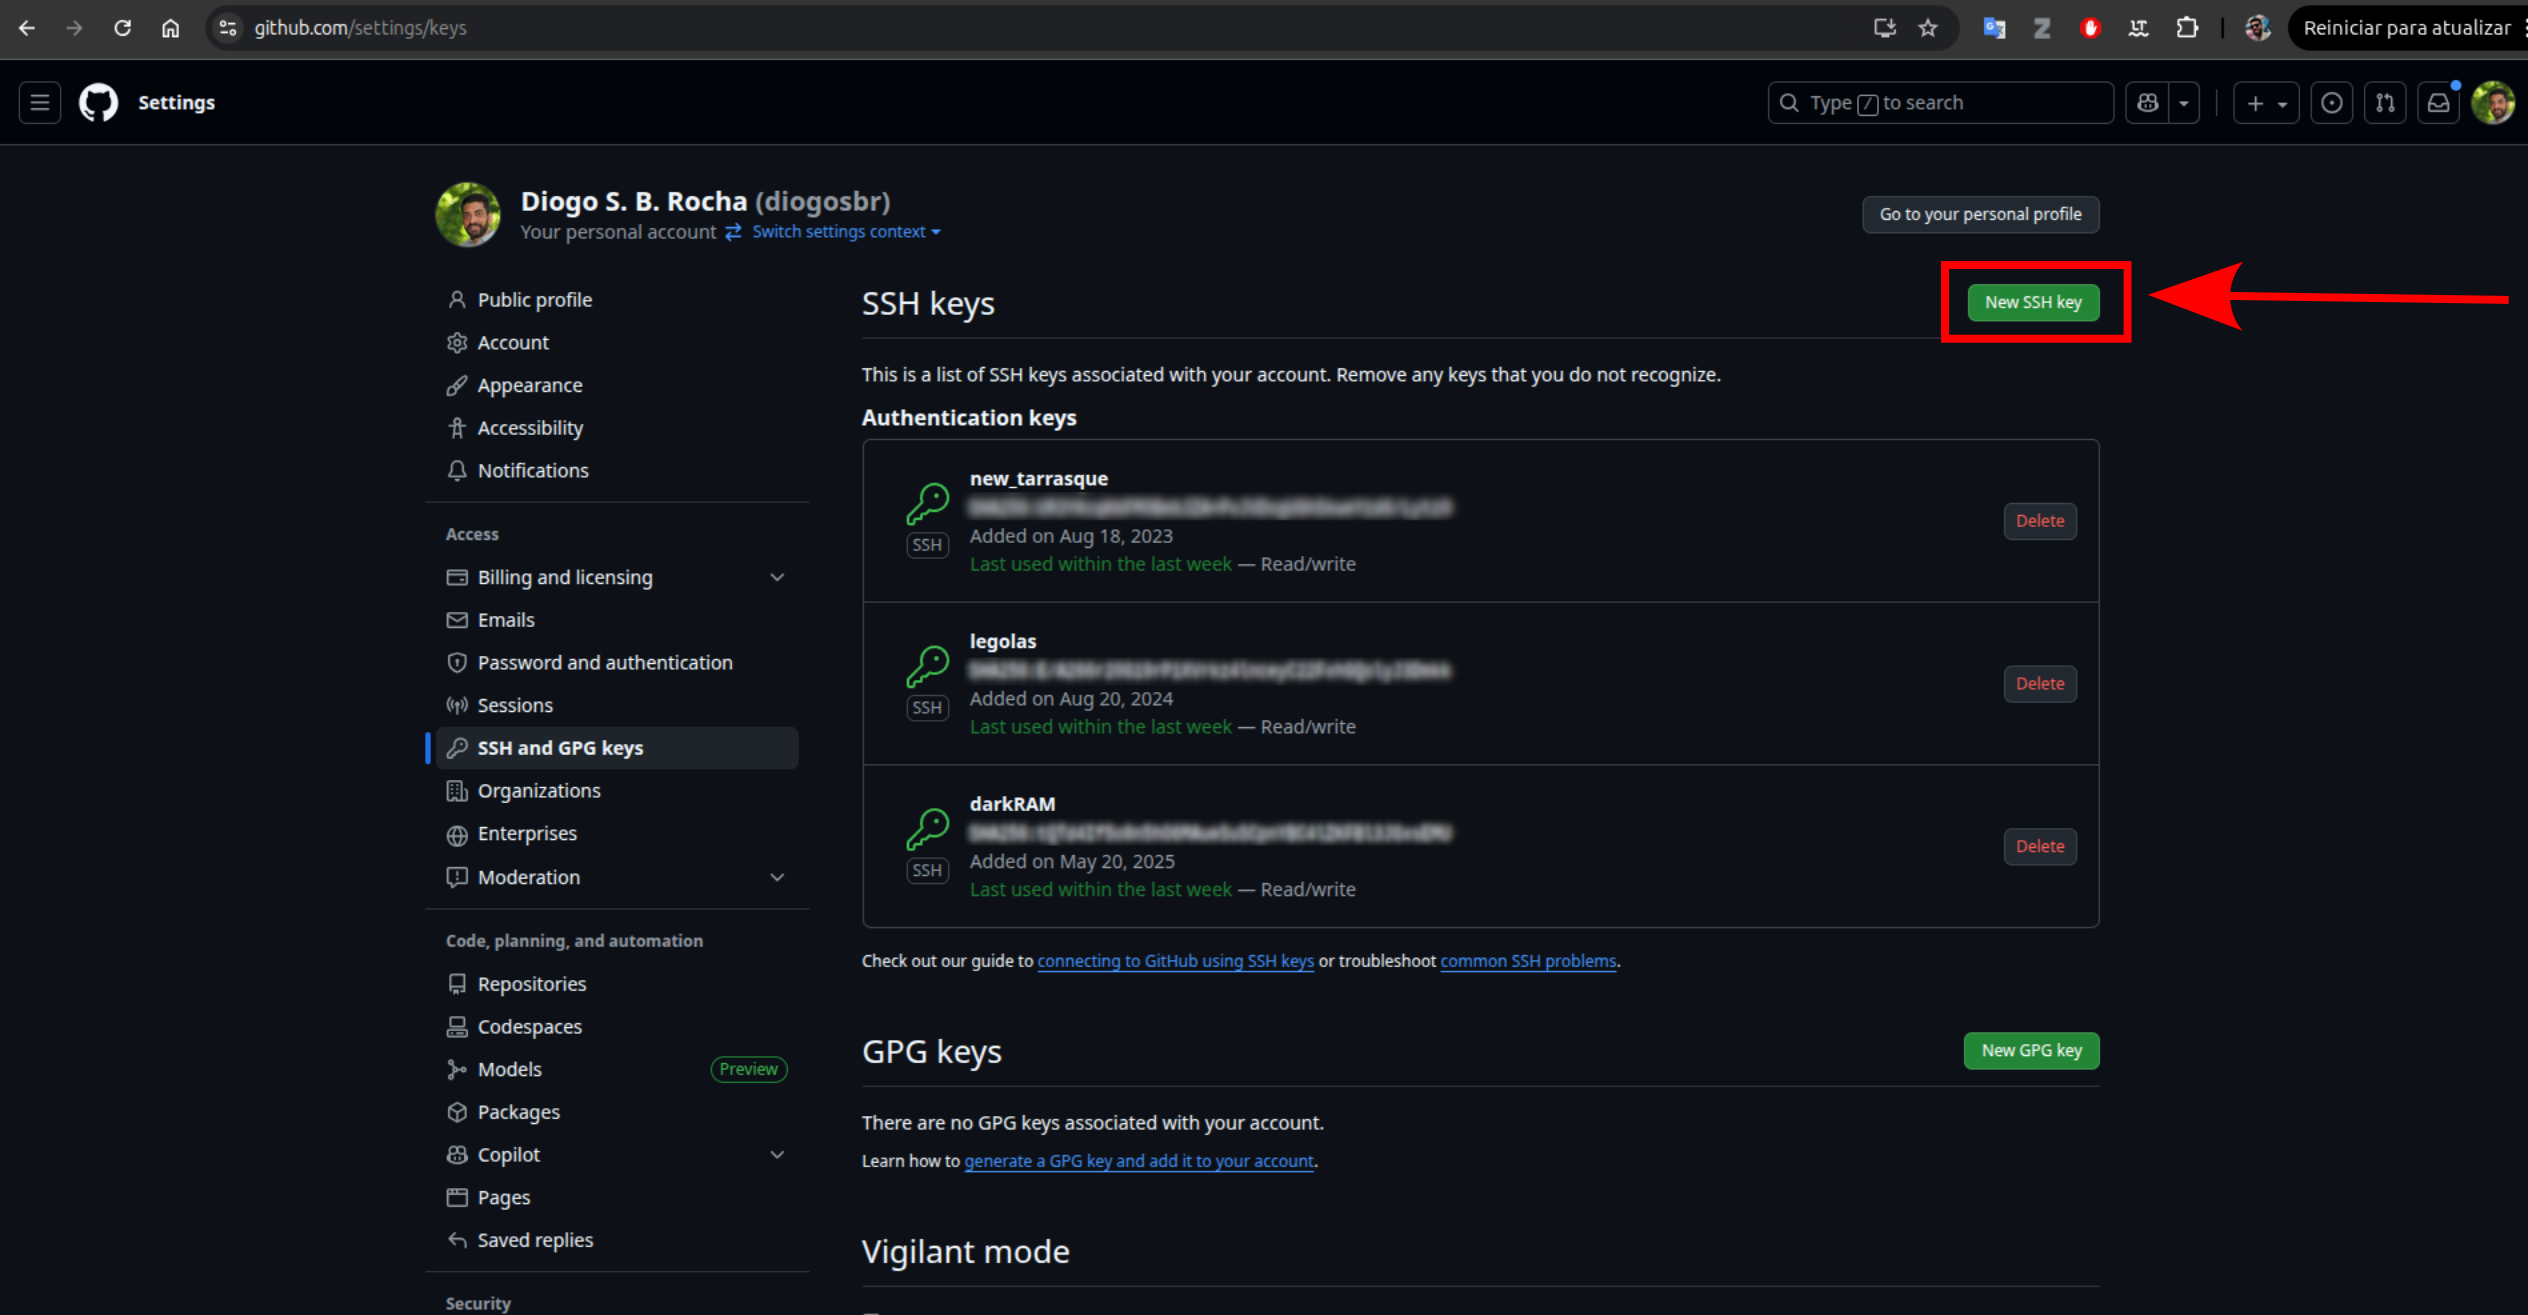 github.com/settings/keys
Reiniciar para atualizar
Settings
Type / to search
Diogo S. B. Rocha (diogosbr)
Your personal account Switch settings context
Go to your personal profile
Public profile
Account
Appearance
Accessibility
Notifications
Access
Billing and licensing
Emails
Password and authentication
Sessions
SSH and GPG keys
Organizations
Enterprises
Moderation
Code, planning, and automation
Repositories
Codespaces
Models Preview
Packages
Copilot
Pages
Saved replies
Security
SSH keys
New SSH key
This is a list of SSH keys associated with your account. Remove any keys that you do not recognize.
Authentication keys
new_tarrasque
SSH
Added on Aug 18, 2023
Last used within the last week — Read/write
Delete
legolas
SSH
Added on Aug 20, 2024
Last used within the last week — Read/write
Delete
darkRAM
SSH
Added on May 20, 2025
Last used within the last week — Read/write
Delete
Check out our guide to connecting to GitHub using SSH keys or troubleshoot common SSH problems.
GPG keys
New GPG key
There are no GPG keys associated with your account.
Learn how to generate a GPG key and add it to your account.
Vigilant mode